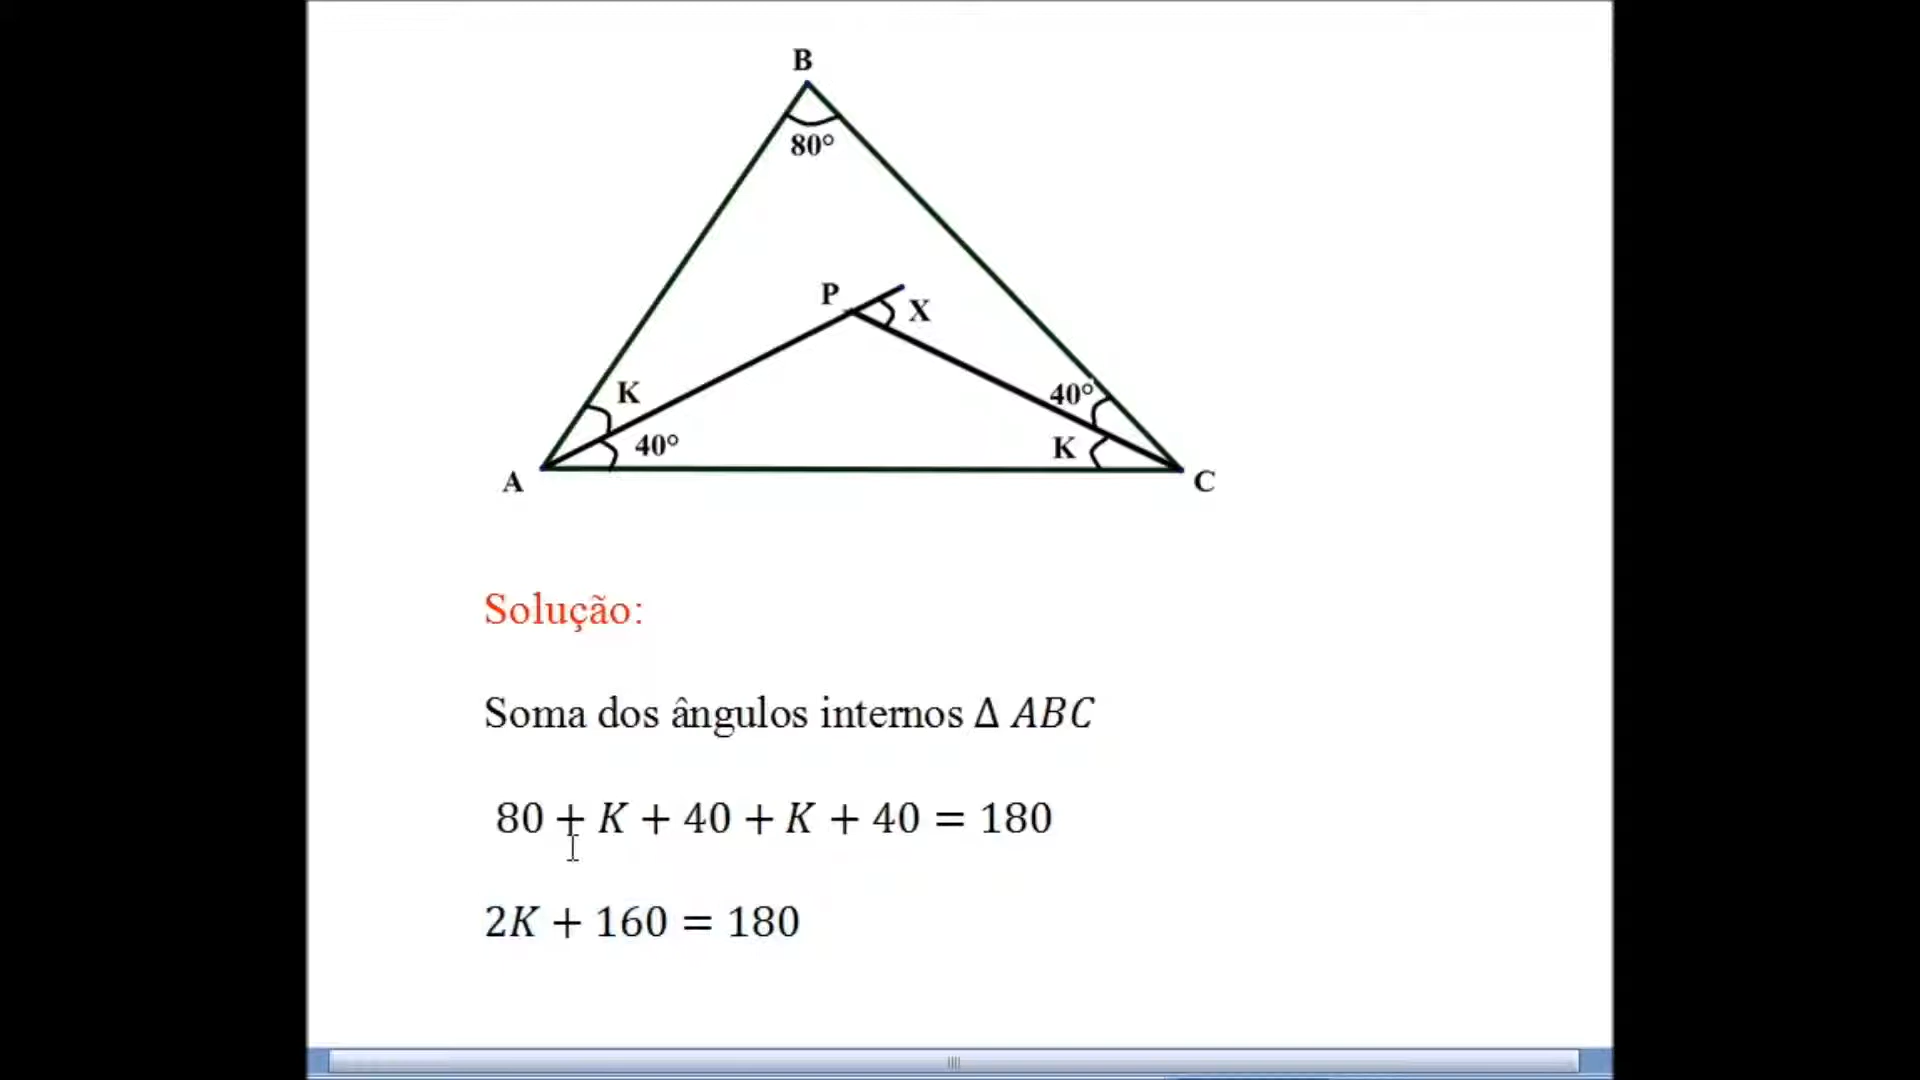 B
80°
P
X
K
40°
40°
K
A
C
Solução:
Soma dos ângulos internos Δ ABC
80 + K + 40 + K + 40 = 180
2K + 160 = 180